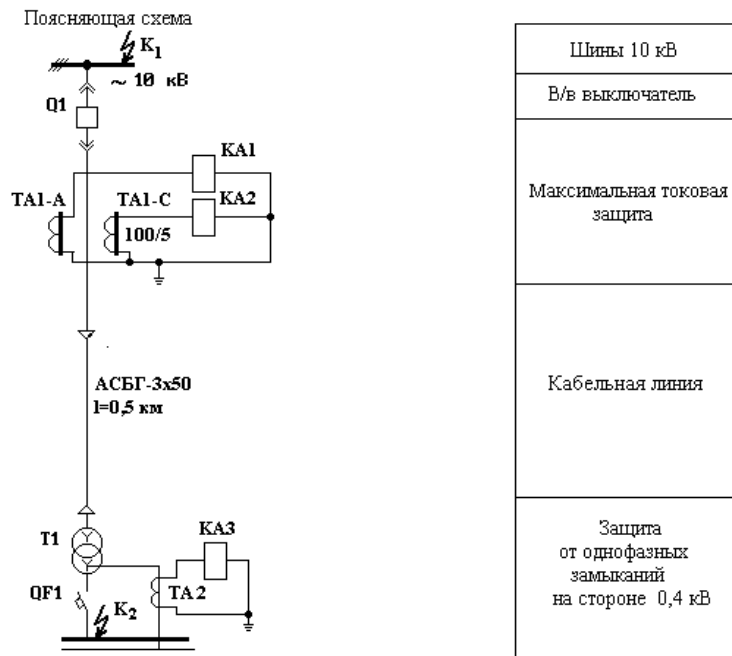 Поясняющая схема
K1
~ 10 кВ
Q1
KA1
TA1-A
TA1-C
KA2
100/5
АСБГ-3х50
l=0,5 км
T1
KA3
QF1
TA2
K2
Шины 10 кВ
В/в выключатель
Максимальная токовая
защита
Кабельная линия
Защита
от однофазных
замыканий
на стороне 0,4 кВ